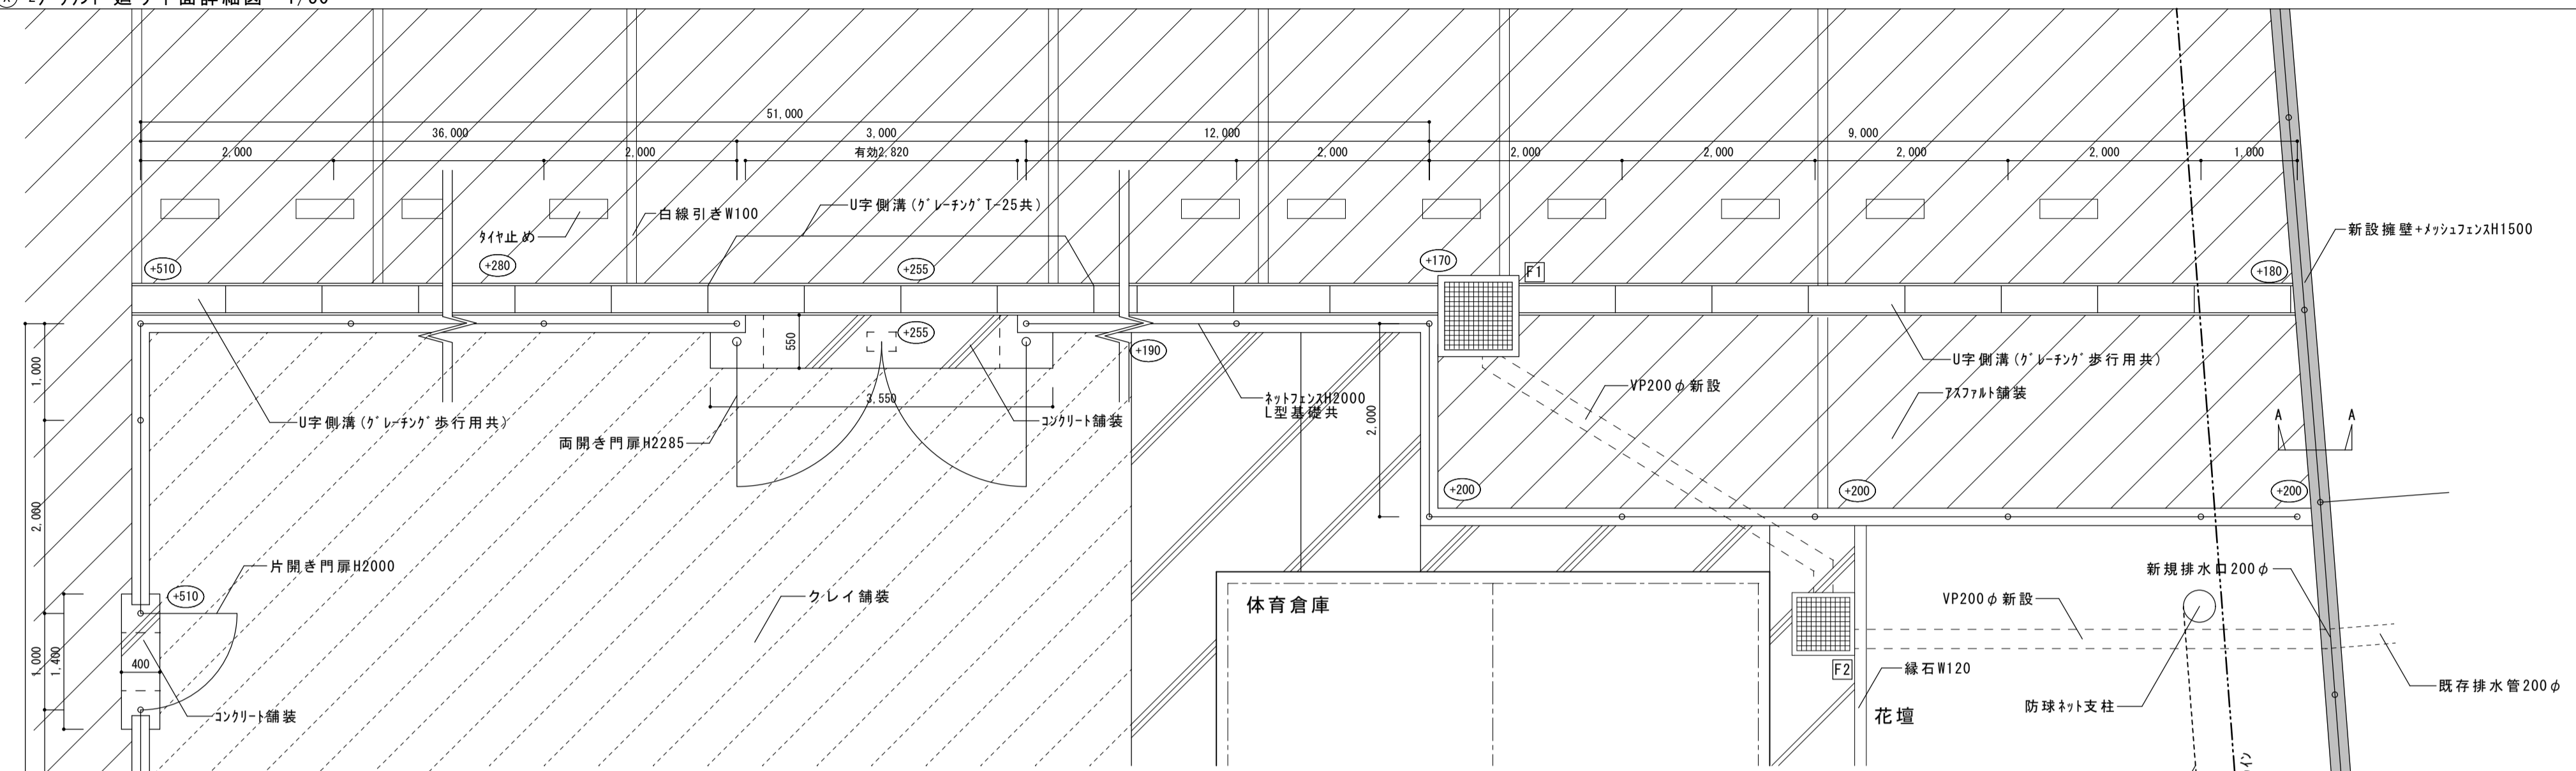 51,000
36,000
3,000
12,000
9,000
2,000
2,000
有効2,820
2,000
2,000
2,000
2,000
2,000
1,000
白線引きW100
U字側溝(ｸﾞﾚｰﾁﾝｸﾞT-25共)
ﾀｲﾔ止め
新設擁壁+ﾒｯｼｭﾌｪﾝｽH1500
+510
+280
+255
+170
F1
+180
550
+255
+190
1,000
U字側溝(ｸﾞﾚｰﾁﾝｸﾞ歩行用共)
両開き門扉H2285
3,550
ｺﾝｸﾘｰﾄ舗装
ﾈｯﾄﾌｪﾝｽH2000
L型基礎共
2,000
VP200φ新設
U字側溝(ｸﾞﾚｰﾁﾝｸﾞ歩行用共)
ｱｽﾌｧﾙﾄ舗装
A
A
+200
+200
+200
2,000
片開き門扉H2000
+510
クレイ舗装
体育倉庫
新規排水口200φ
VP200φ新設
1,000
1,400
400
ｺﾝｸﾘｰﾄ舗装
F2
縁石W120
花壇
防球ﾈｯﾄ支柱
既存排水管200φ